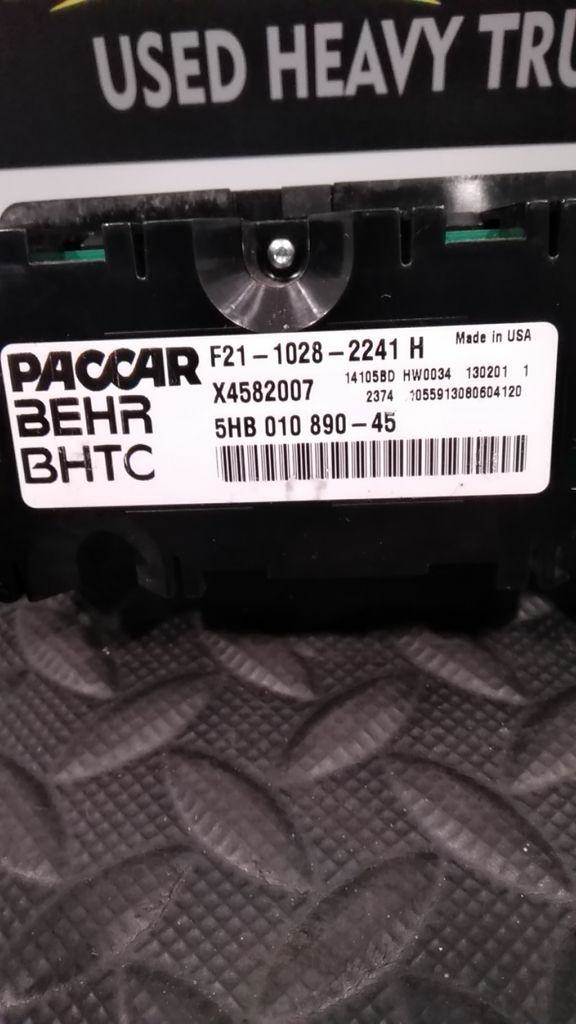 USED HEAVY TRU
PACCAR F21-1028-2241 H Made in USA
BEHR X4582007 14105BD HW0034 130201 1
2374 1055913080604120
BHTC 5HB 010 890-45